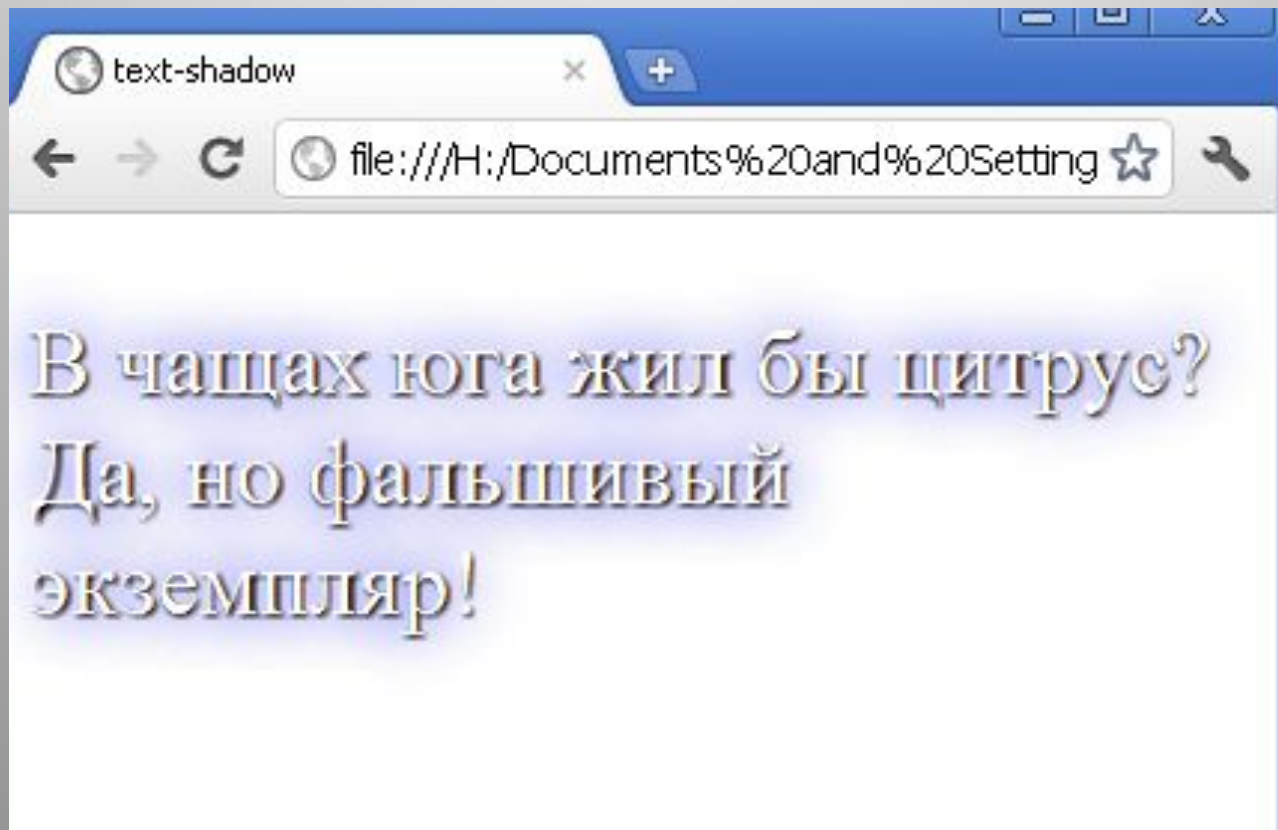 text-shadow
file:///H:/Documents%20and%20Setting
В чащах юга жил бы цитрус?
Да, но фальшивый
экземпляр!